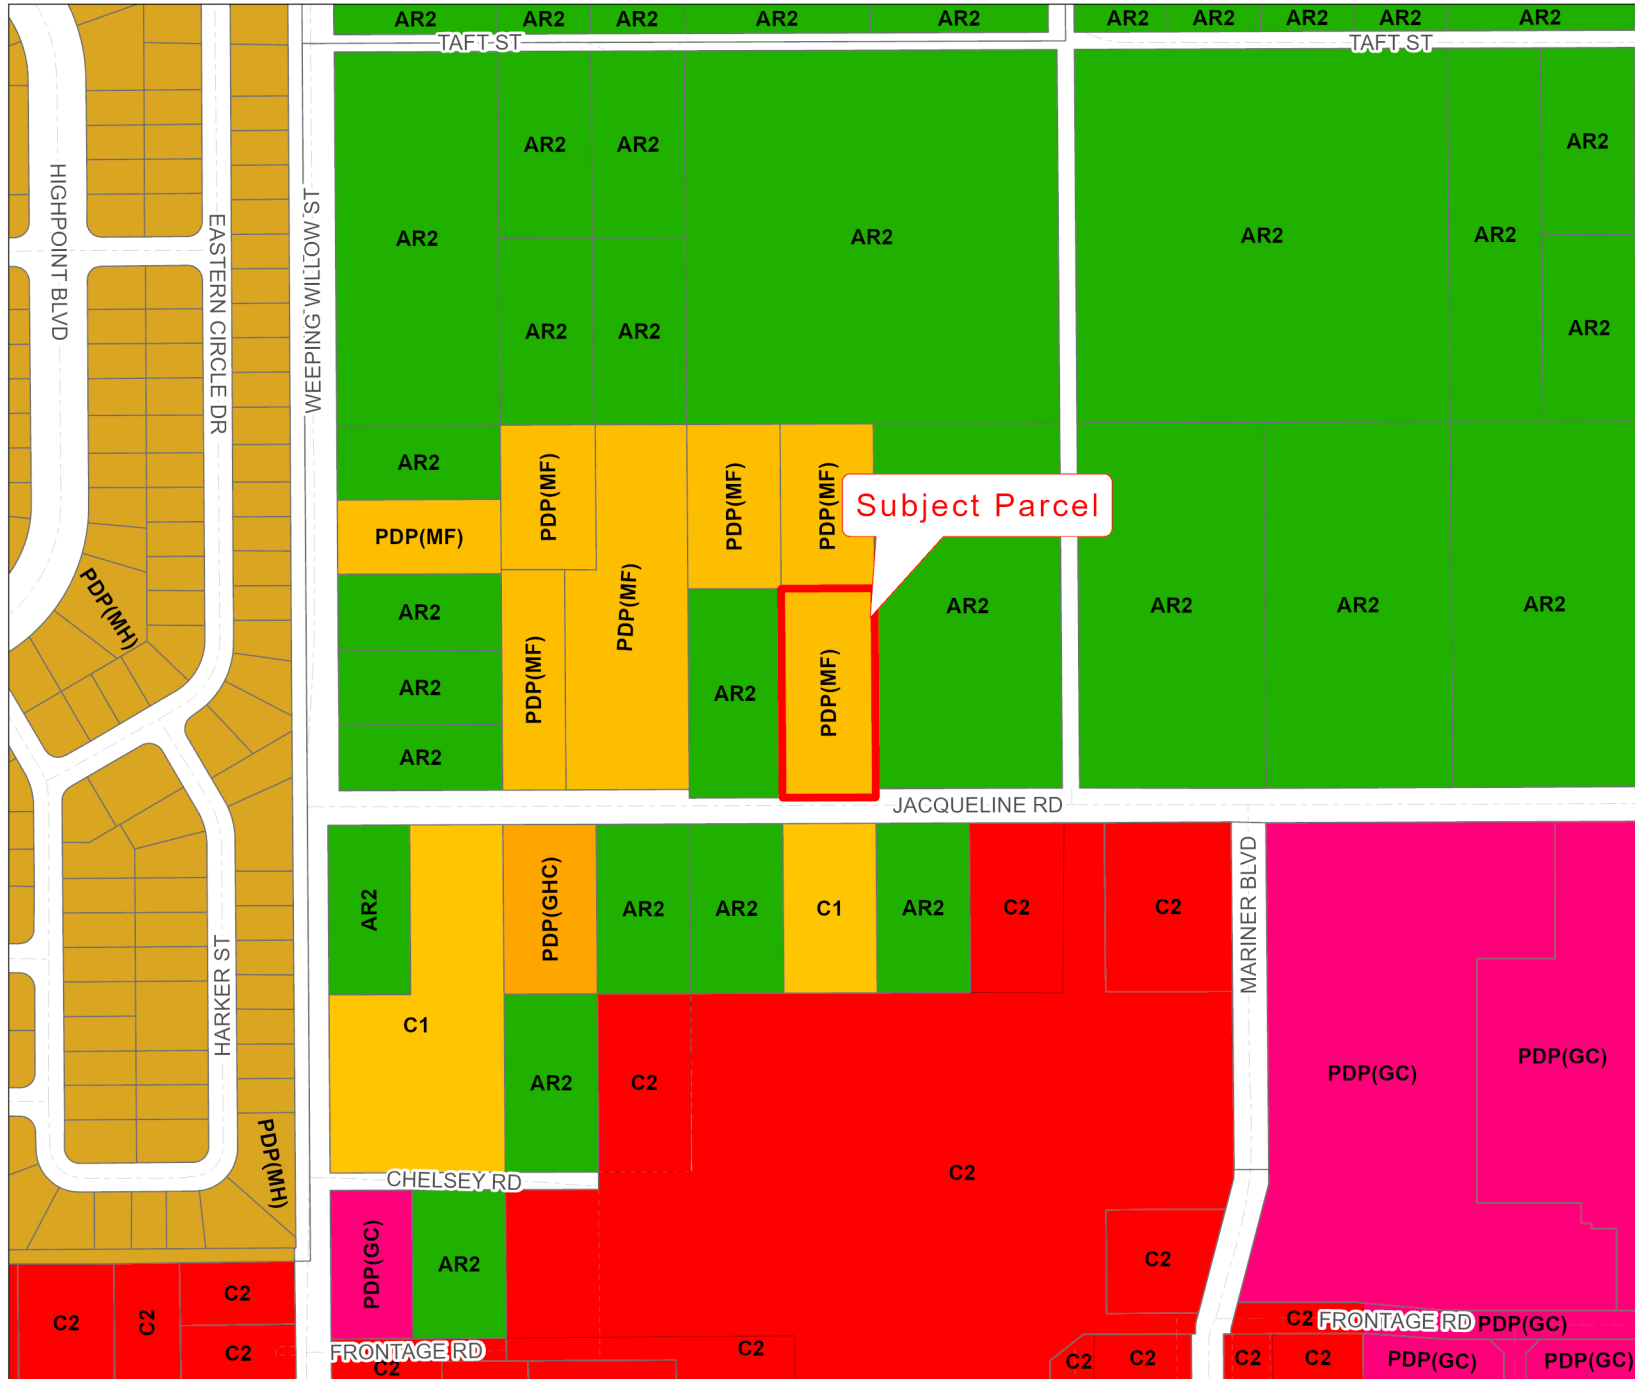 AR2
AR2
AR2
AR2
AR2
AR2
AR2
AR2
AR2
AR2
TAFT ST
TAFT ST
AR2
AR2
AR2
HIGHPOINT BLVD
EASTERN CIRCLE DR
WEEPING WILLOW ST
AR2
AR2
AR2
AR2
AR2
AR2
AR2
AR2
AR2
PDP(MF)
PDP(MF)
PDP(MF)
Subject Parcel
PDP(MF)
PDP(MH)
AR2
PDP(MF)
AR2
AR2
AR2
AR2
AR2
PDP(MF)
AR2
PDP(MF)
AR2
JACQUELINE RD
AR2
PDP(GHC)
AR2
AR2
C1
AR2
C2
C2
MARINER BLVD
HARKER ST
C1
AR2
C2
PDP(GC)
PDP(GC)
PDP(MH)
CHELSEY RD
C2
PDP(GC)
AR2
C2
C2
C2
C2
C2
FRONTAGE RD
PDP(GC)
C2
FRONTAGE RD
C2
C2
C2
C2
C2
C2
PDP(GC)
PDP(GC)